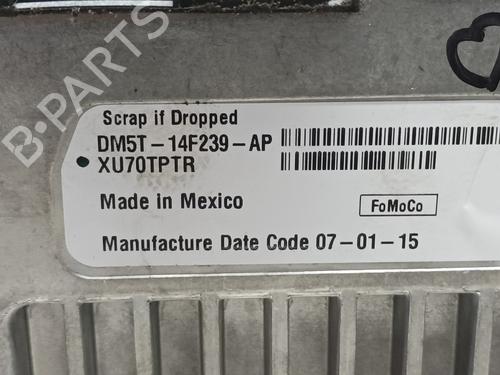 B-PARTS
Scrap if Dropped
DM5T-14F239-AP
XU70TPTR
Made in Mexico
FoMoCo
Manufacture Date Code 07-01-15